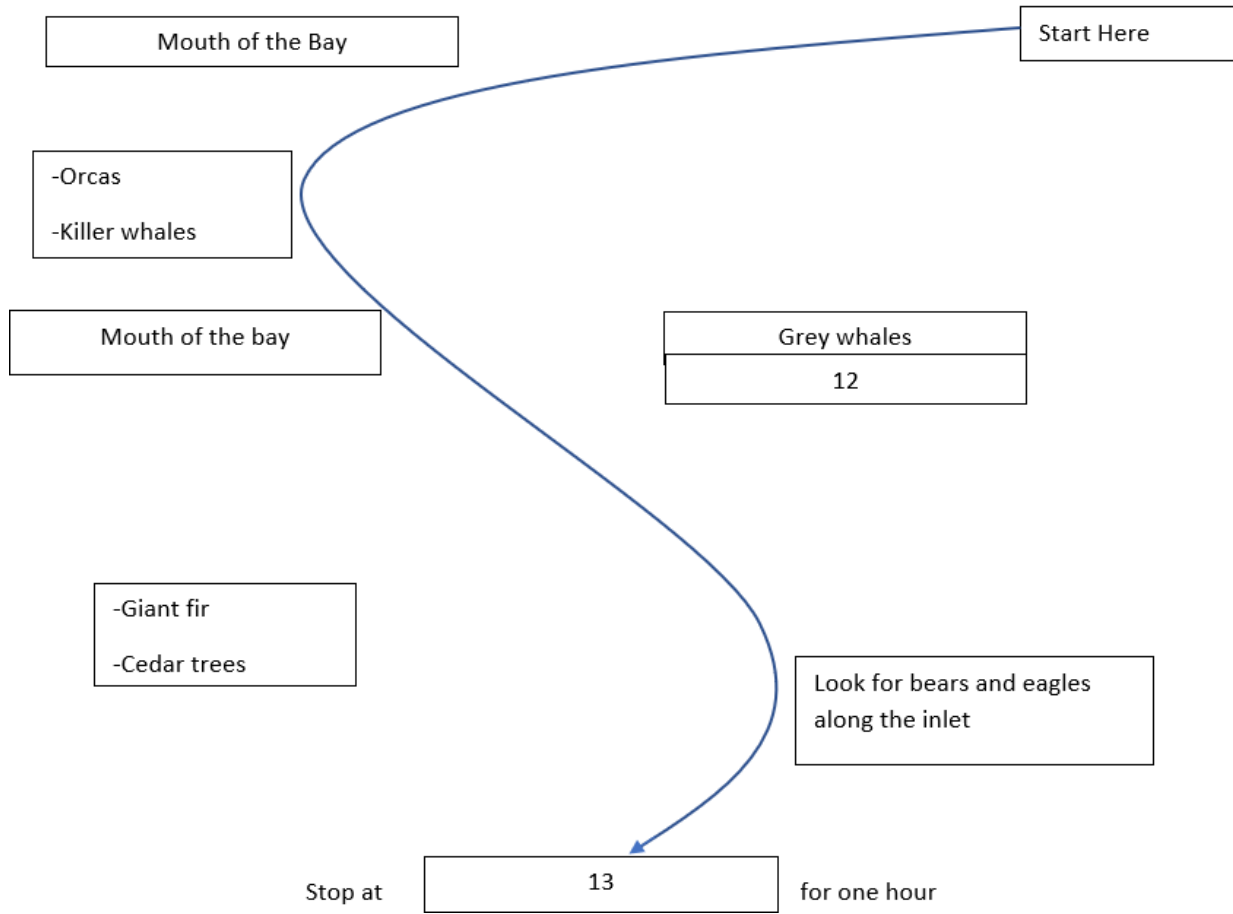 Mouth of the Bay
Start Here
-Orcas
-Killer whales
Mouth of the bay
Grey whales
12
-Giant fir
-Cedar trees
Look for bears and eagles
along the inlet
Stop at 13 for one hour